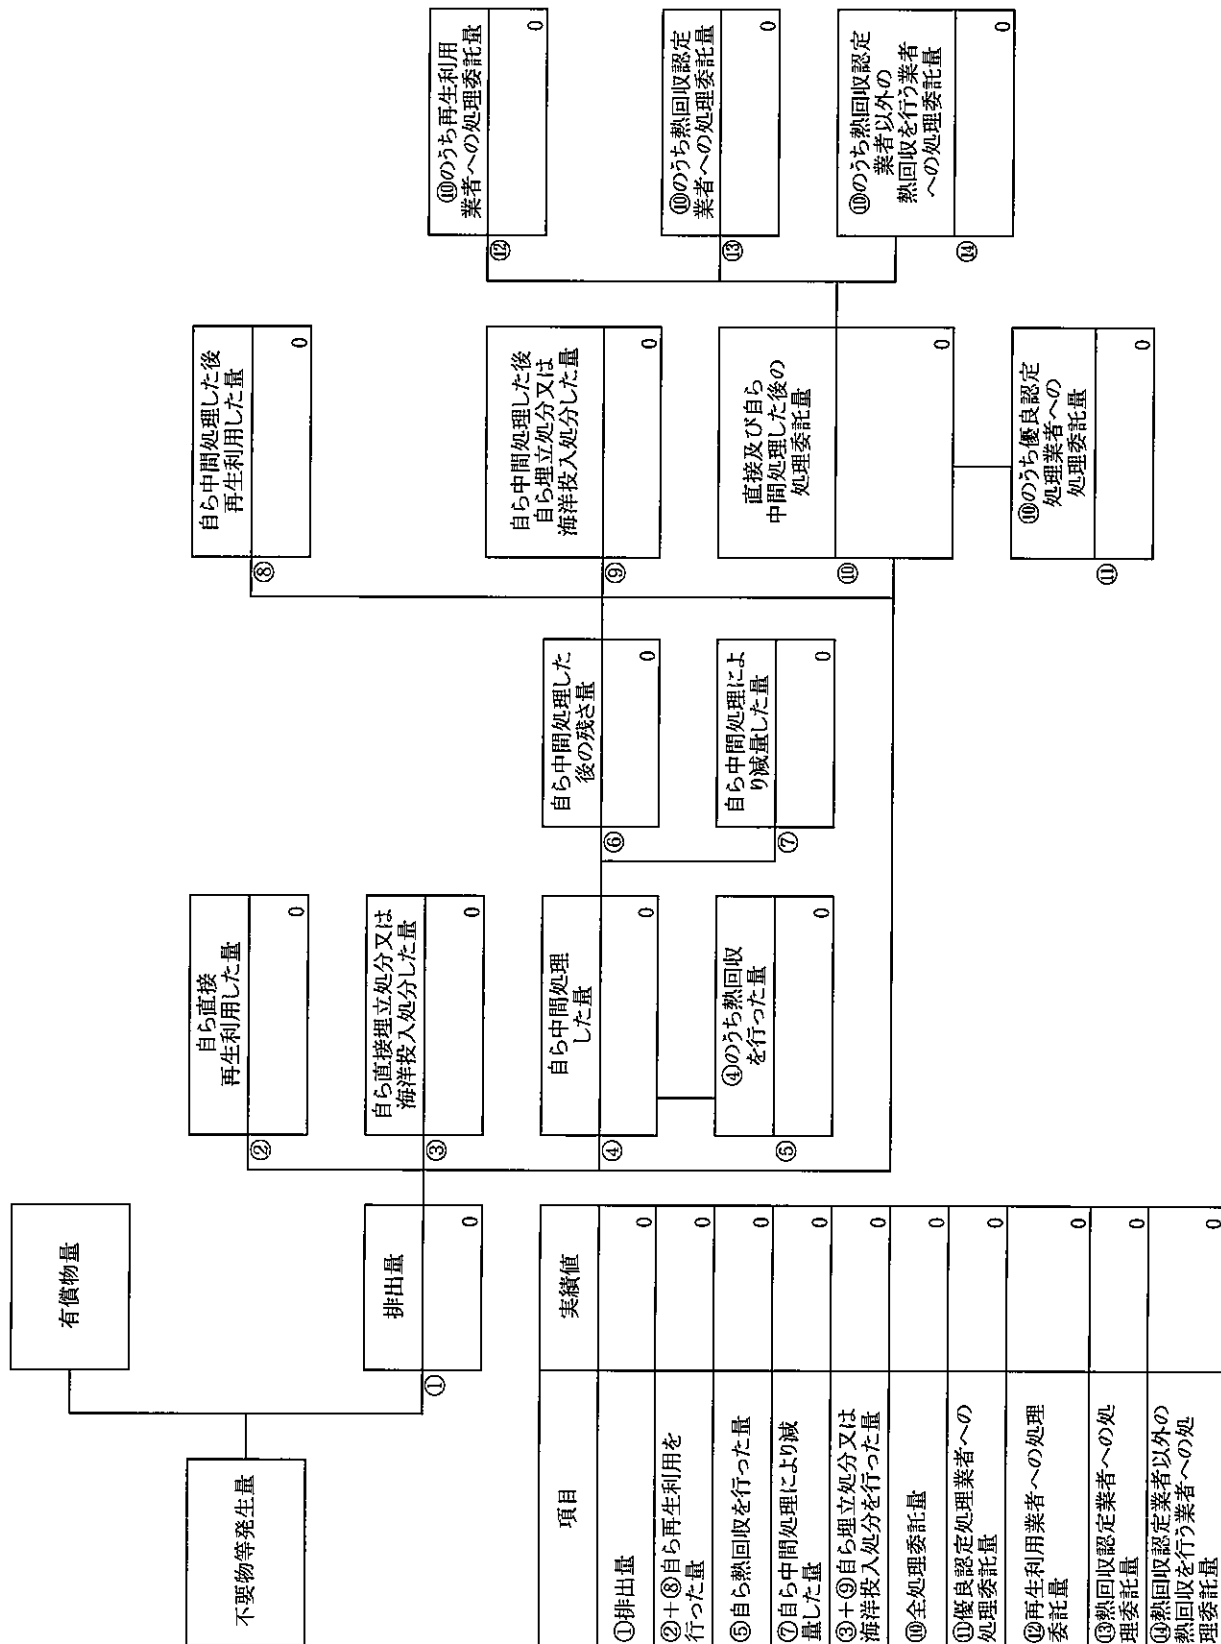 不要物等発生量
有償物量
①
排出量
0
②
自ら直接
再生利用した量
0
③
自ら直接埋立処分又は
海洋投入処分した量
0
④
自ら中間処理
した量
0
⑤
④のうち熱回収
を行った量
0
⑥
自ら中間処理した
後の残さ量
0
⑦
自ら中間処理によ
り減量した量
0
⑧
自ら中間処理した後
再生利用した量
0
⑨
自ら中間処理した後
自ら埋立処分又は
海洋投入処分した量
0
⑩
直接及び自ら
中間処理した後の
処理委託量
0
⑪
⑩のうち優良認定
処理業者への
処理委託量
0
⑫
⑩のうち再生利用
業者への処理委託量
0
⑬
⑩のうち熱回収認定
業者への処理委託量
0
⑭
⑩のうち熱回収認定
業者以外の
熱回収を行う業者
への処理委託量
0
項目 実績値
①排出量 0
②+⑧自ら再生利用を
行った量 0
⑤自ら熱回収を行った量 0
⑦自ら中間処理により減
量した量 0
③+⑨自ら埋立処分又は
海洋投入処分を行った量 0
⑩全処理委託量 0
⑪優良認定処理業者への
処理委託量 0
⑫再生利用業者への処理
委託量 0
⑬熱回収認定業者への処
理委託量 0
⑭熱回収認定業者以外の
熱回収を行う業者への処
理委託量 0